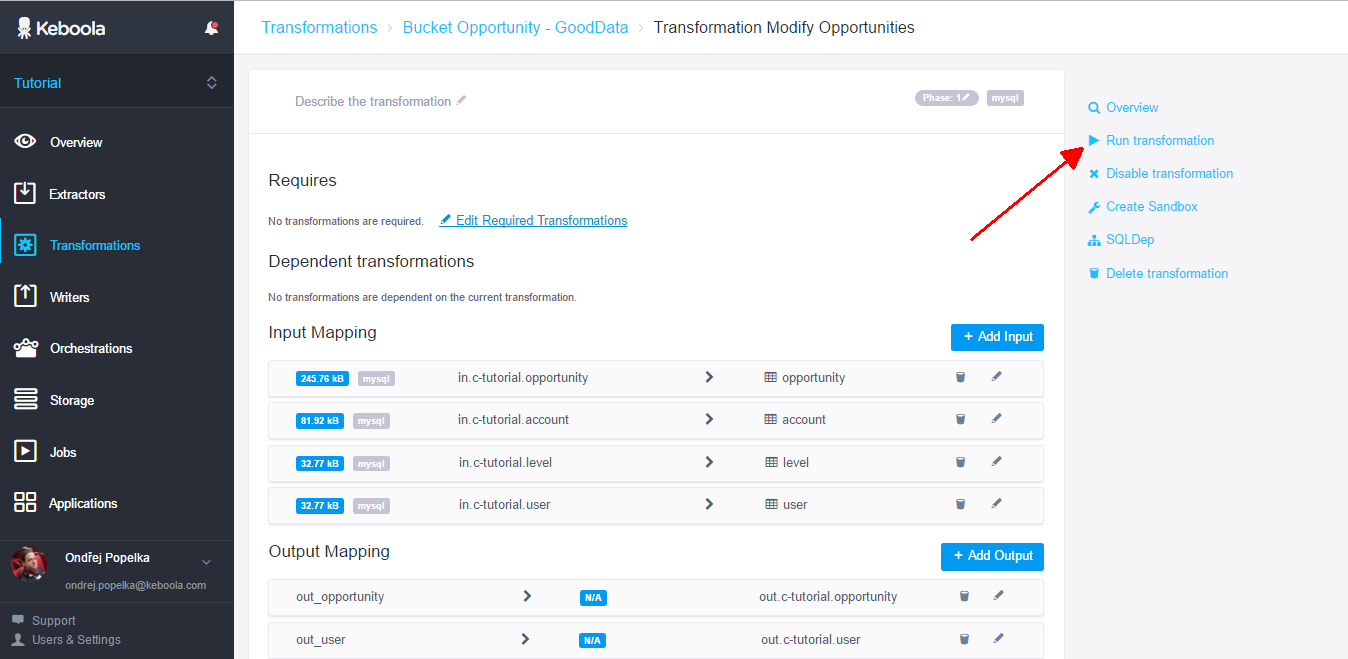 Keboola
Transformations › Bucket Opportunity - GoodData › Transformation Modify Opportunities
Tutorial
Overview
Extractors
Transformations
Writers
Orchestrations
Storage
Jobs
Applications
Ondřej Popelka
ondrej.popelka@keboola.com
Support
Users & Settings
Describe the transformation
Phase: 1
mysql
Requires
No transformations are required. Edit Required Transformations
Dependent transformations
No transformations are dependent on the current transformation.
Input Mapping
+ Add Input
245.76 kB mysql in.c-tutorial.opportunity opportunity
81.92 kB mysql in.c-tutorial.account account
32.77 kB mysql in.c-tutorial.level level
32.77 kB mysql in.c-tutorial.user user
Output Mapping
+ Add Output
out_opportunity N/A out.c-tutorial.opportunity
out_user N/A out.c-tutorial.user
Overview
Run transformation
Disable transformation
Create Sandbox
SQLDep
Delete transformation